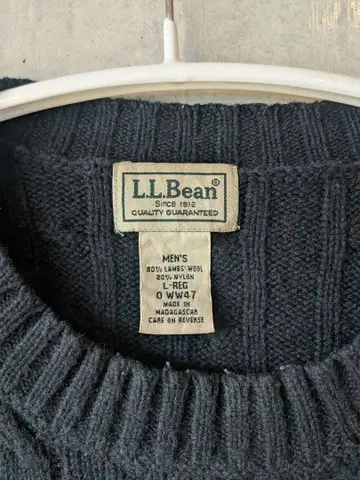 L.L.Bean®
Since 1912
QUALITY GUARANTEED
MEN'S
80% LAMBS' WOOL
20% NYLON
L-REG
0 WW47
MADE IN
MADAGASCAR
CARE ON REVERSE